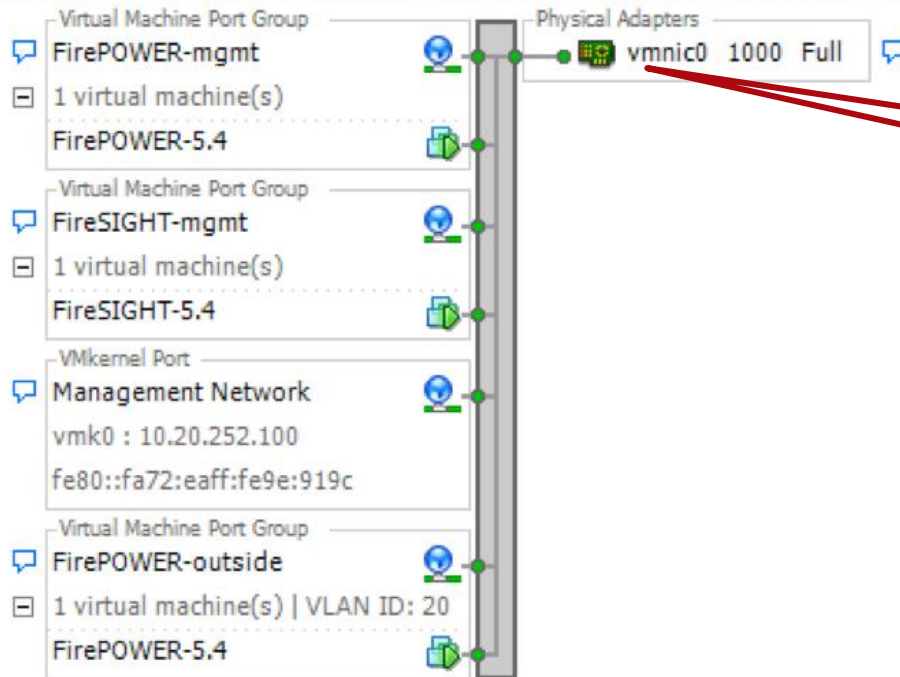 Virtual Machine Port Group
FirePOWER-mgmt
1 virtual machine(s)
FirePOWER-5.4
Virtual Machine Port Group
FireSIGHT-mgmt
1 virtual machine(s)
FireSIGHT-5.4
VMkernel Port
Management Network
vmk0 : 10.20.252.100
fe80::fa72:eaff:fe9e:919c
Virtual Machine Port Group
FirePOWER-outside
1 virtual machine(s) | VLAN ID: 20
FirePOWER-5.4
Physical Adapters
vmnic0 1000 Full